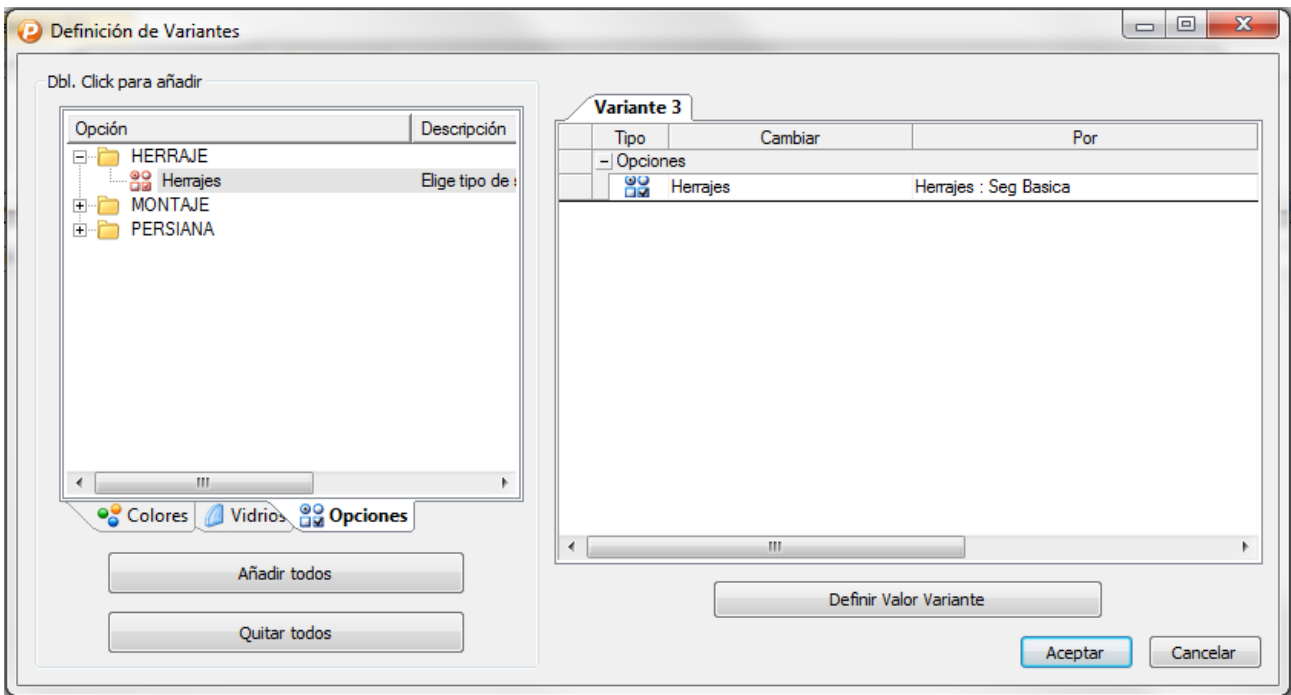 Definición de Variantes
Dbl. Click para añadir
Opción Descripción
HERRAJE
Herrajes Elige tipo de
MONTAJE
PERSIANA
Colores Vidrios Opciones
Añadir todos
Quitar todos
Variante 3
Tipo Cambiar Por
Opciones
Herrajes Herrajes : Seg Basica
Definir Valor Variante
Aceptar Cancelar